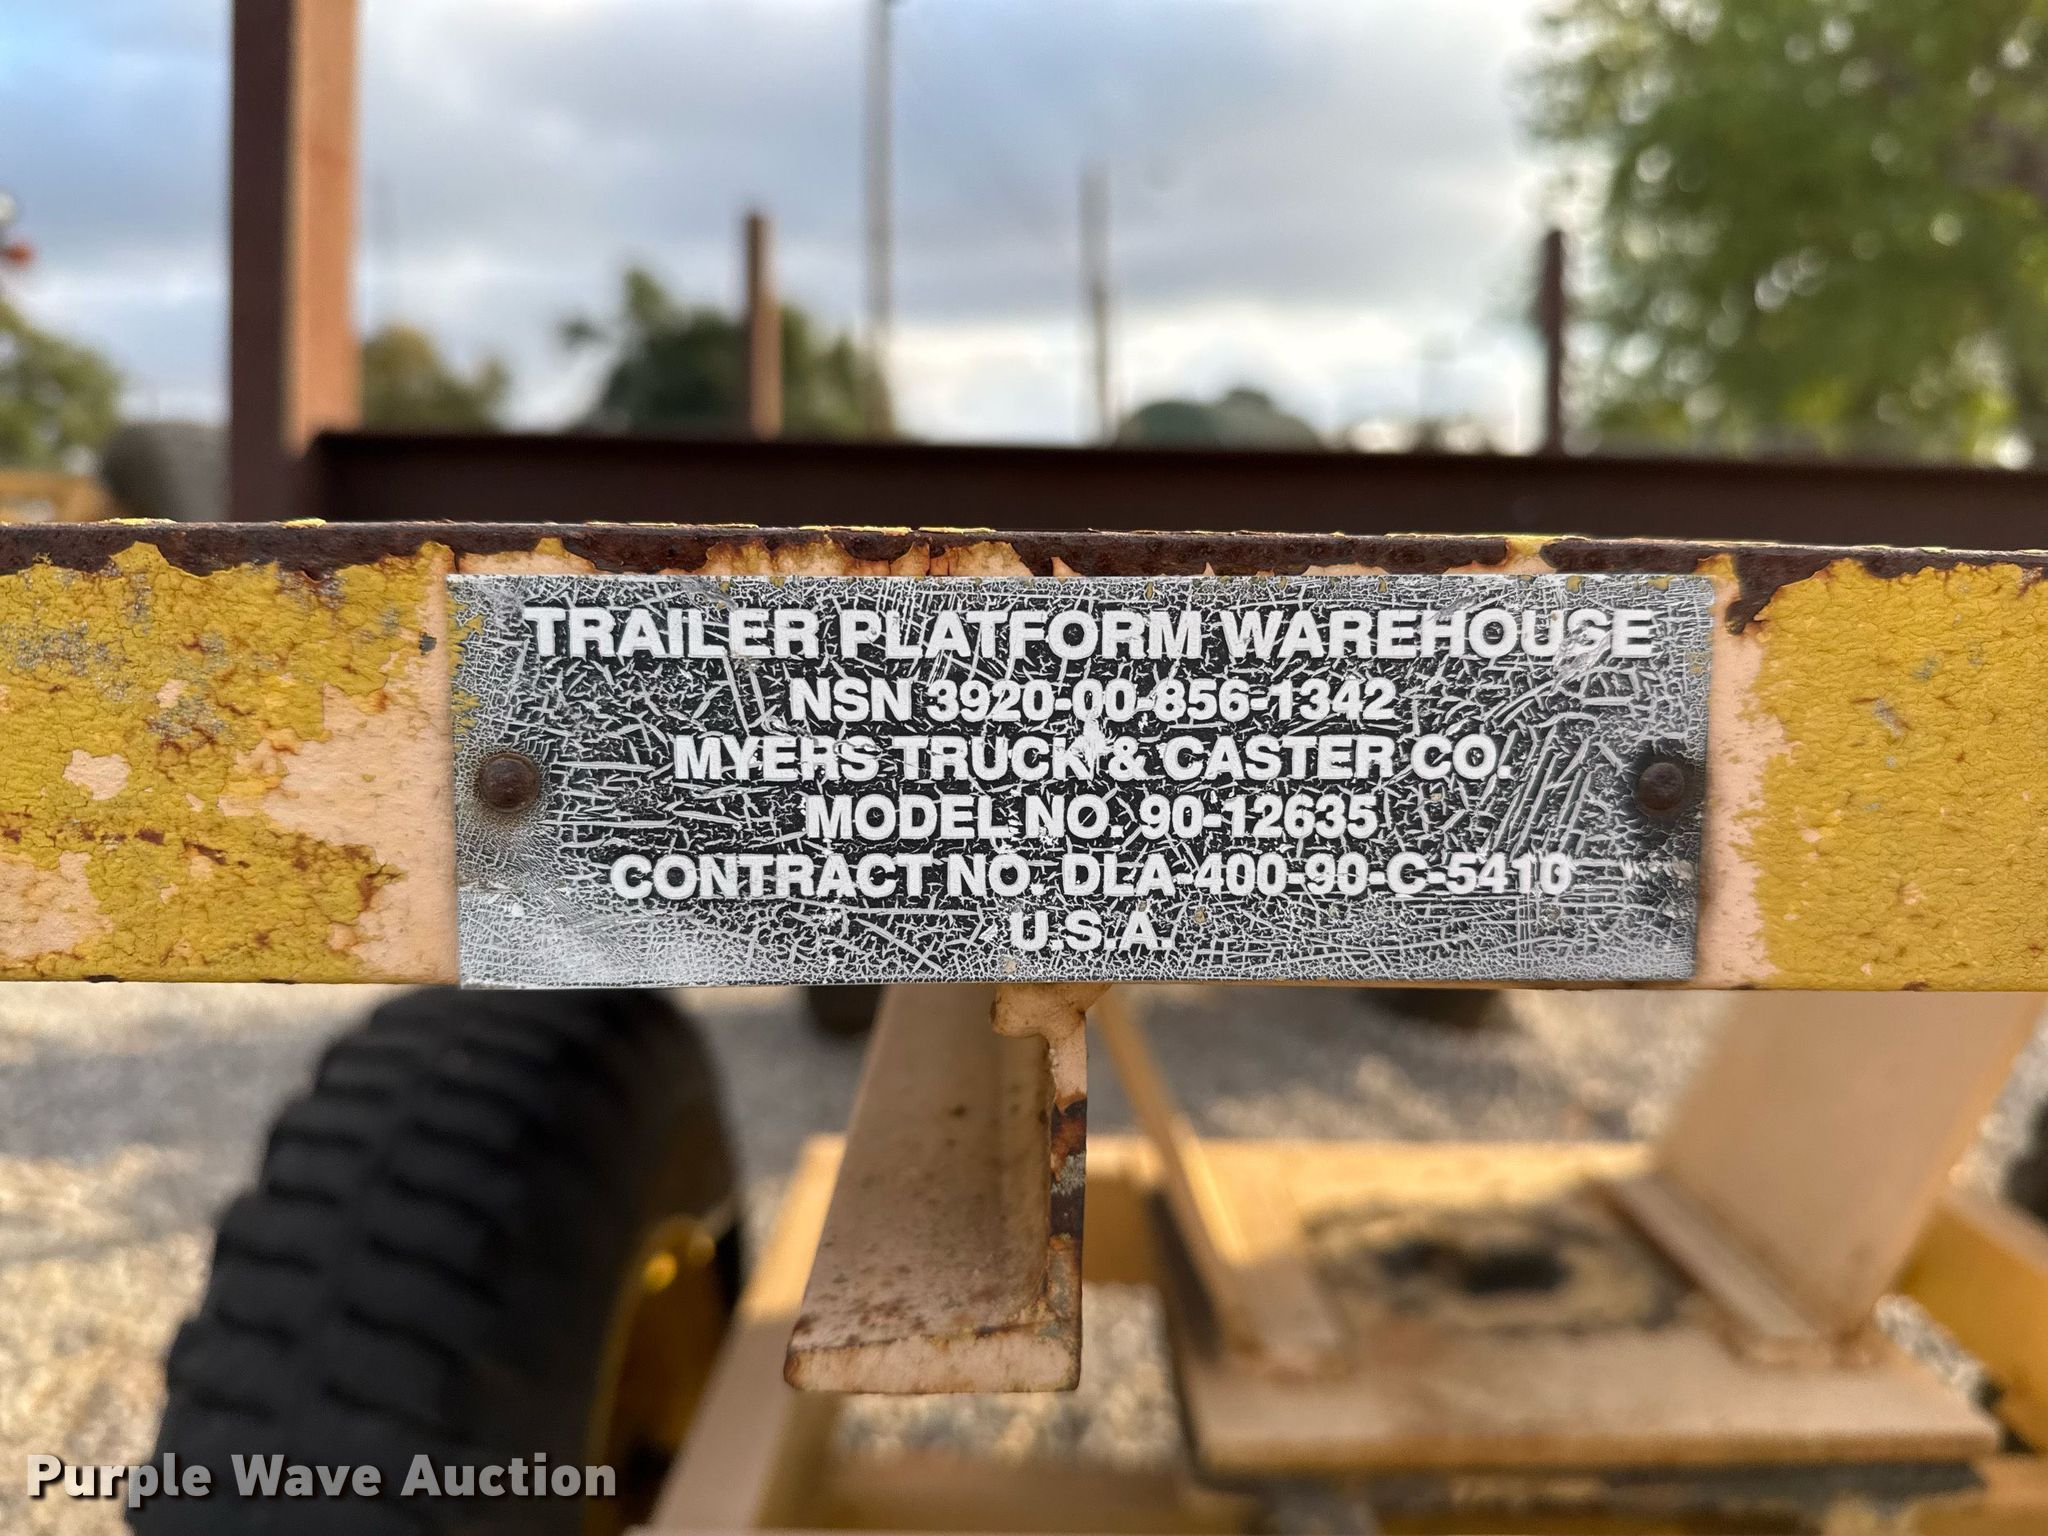 TRAILER PLATFORM WAREHOUSE
NSN 3920-00-856-1342
MYERS TRUCK & CASTER CO.
MODEL NO. 90-12635
CONTRACT NO. DLA-400-90-C-5410
U.S.A.
Purple Wave Auction